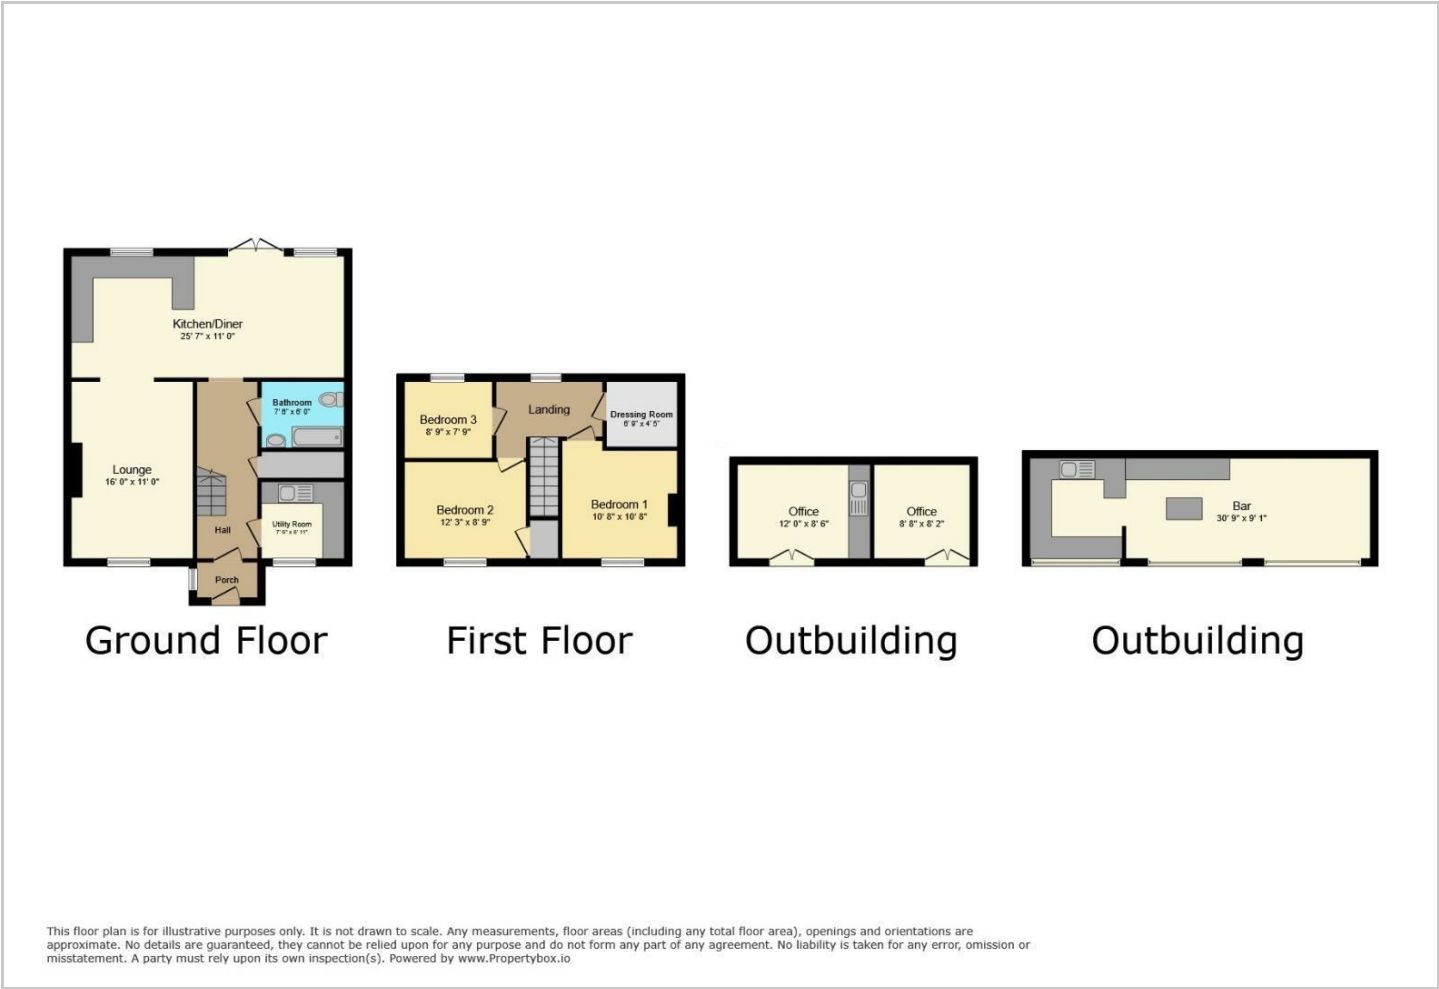 Kitchen/Diner
25' 7" x 11' 0"
Bathroom
7' 6" x 6' 0"
Lounge
16' 0" x 11' 0"
Hall
Utility Room
Porch
Ground Floor
Bedroom 3
8' 9" x 7' 9"
Landing
Dressing Room
6' 9" x 4' 5"
Bedroom 2
12' 3" x 8' 9"
Bedroom 1
10' 8" x 10' 8"
First Floor
Office
12' 0" x 8' 6"
Office
8' 8" x 8' 2"
Outbuilding
Bar
30' 9" x 9' 1"
Outbuilding
This floor plan is for illustrative purposes only. It is not drawn to scale. Any measurements, floor areas (including any total floor area), openings and orientations are
approximate. No details are guaranteed, they cannot be relied upon for any purpose and do not form any part of any agreement. No liability is taken for any error, omission or
misstatement. A party must rely upon its own inspection(s). Powered by www.Propertybox.io